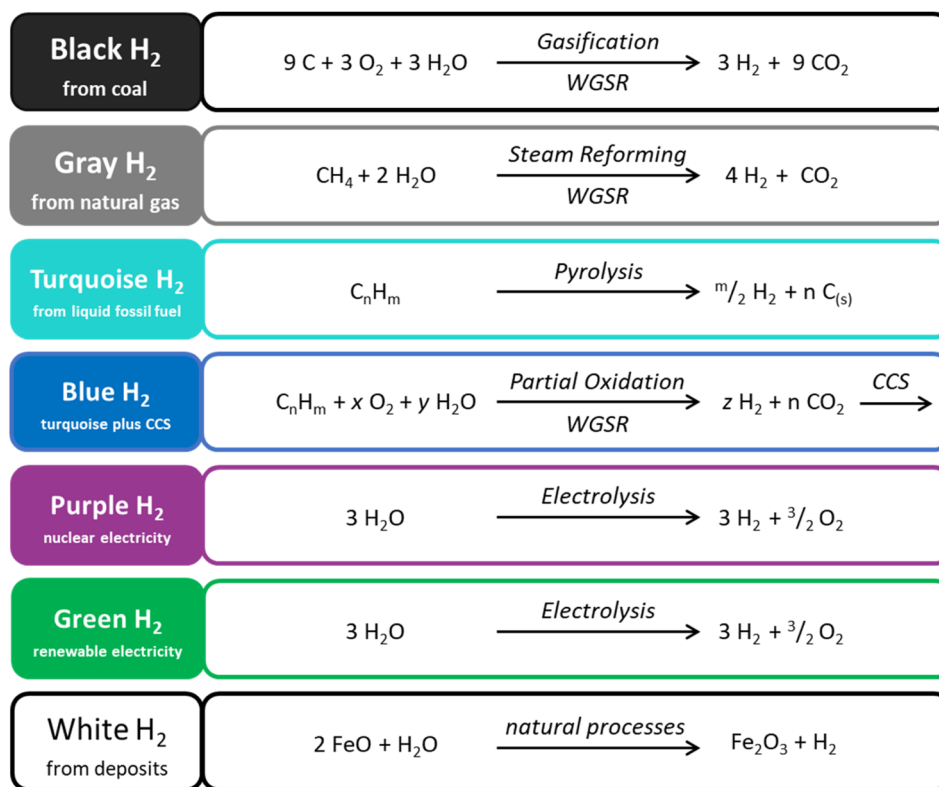 Black H₂
from coal
9 C + 3 O₂ + 3 H₂O
Gasification
WGSR
3 H₂ + 9 CO₂
Gray H₂
from natural gas
CH₄ + 2 H₂O
Steam Reforming
WGSR
4 H₂ + CO₂
Turquoise H₂
from liquid fossil fuel
CₙHₘ
Pyrolysis
ᵐ/₂ H₂ + n C₍ₛ₎
Blue H₂
turquoise plus CCS
CₙHₘ + x O₂ + y H₂O
Partial Oxidation
WGSR
z H₂ + n CO₂
CCS
Purple H₂
nuclear electricity
3 H₂O
Electrolysis
3 H₂ + ³/₂ O₂
Green H₂
renewable electricity
3 H₂O
Electrolysis
3 H₂ + ³/₂ O₂
White H₂
from deposits
2 FeO + H₂O
natural processes
Fe₂O₃ + H₂